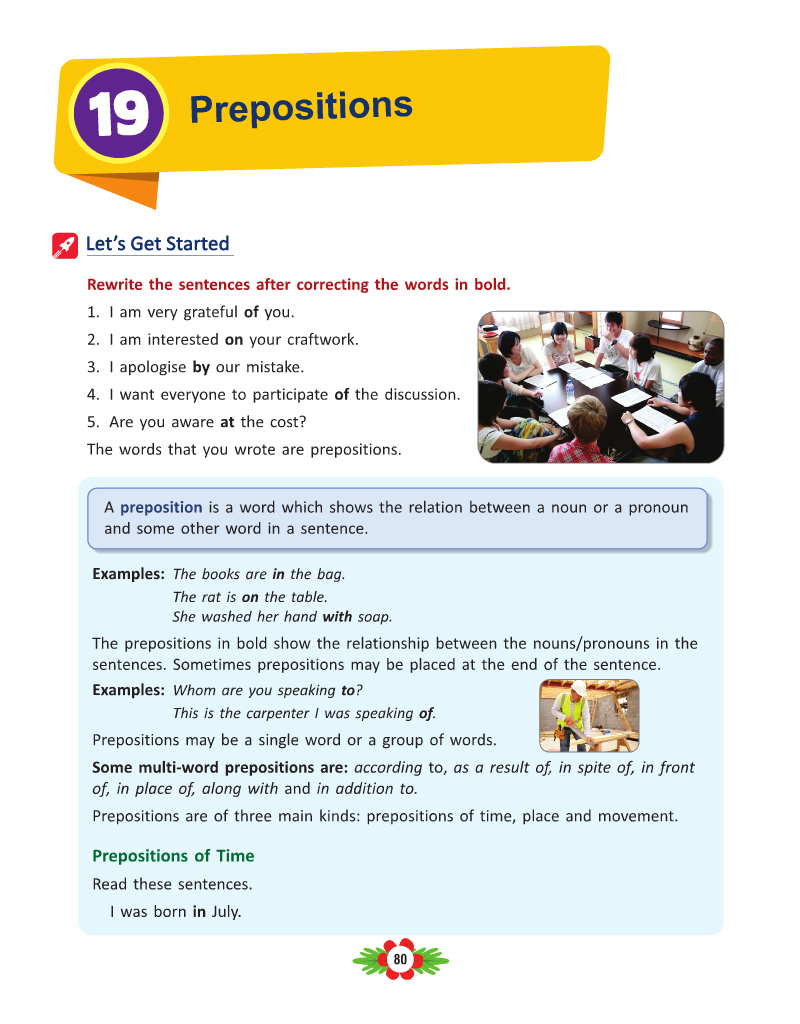 19
Prepositions
Let's Get Started
Rewrite the sentences after correcting the words in bold.
1. I am very grateful of you.
2. I am interested on your craftwork.
3. I apologise by our mistake.
4. I want everyone to participate of the discussion.
5. Are you aware at the cost?
The words that you wrote are prepositions.
A preposition is a word which shows the relation between a noun or a pronoun
and some other word in a sentence.
Examples: The books are in the bag.
The rat is on the table.
She washed her hand with soap.
The prepositions in bold show the relationship between the nouns/pronouns in the
sentences. Sometimes prepositions may be placed at the end of the sentence.
Examples: Whom are you speaking to?
This is the carpenter I was speaking of.
Prepositions may be a single word or a group of words.
Some multi-word prepositions are: according to, as a result of, in spite of, in front
of, in place of, along with and in addition to.
Prepositions are of three main kinds: prepositions of time, place and movement.
Prepositions of Time
Read these sentences.
I was born in July.
80